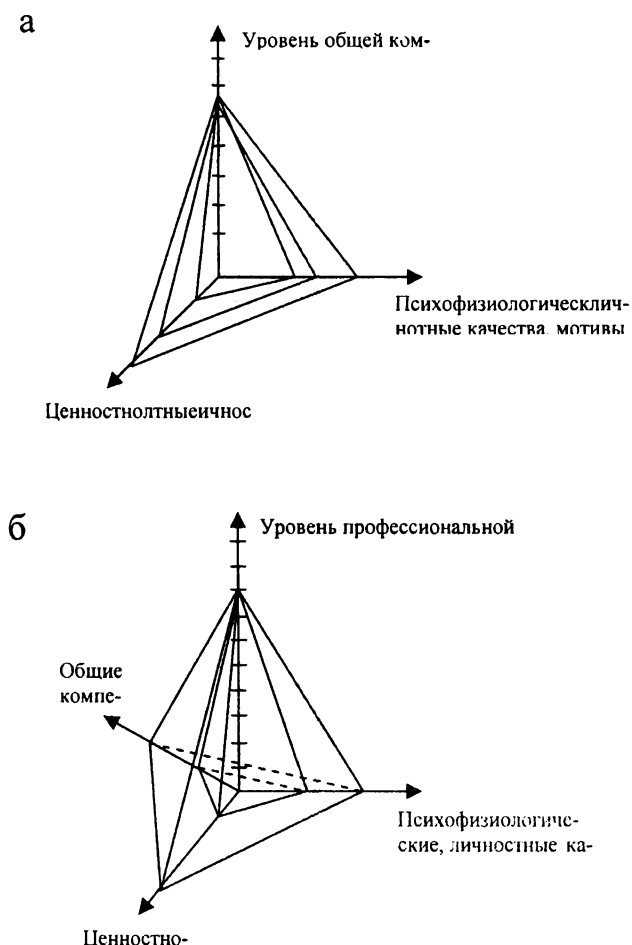 а
Уровень общей ком-
Психофизиологическлич-
нотные качества, мотивы
Ценностнолтныеичнос
б
Уровень профессиональной
Общие
компе-
Психофизиологиче-
ские, личностные ка-
Ценностно-